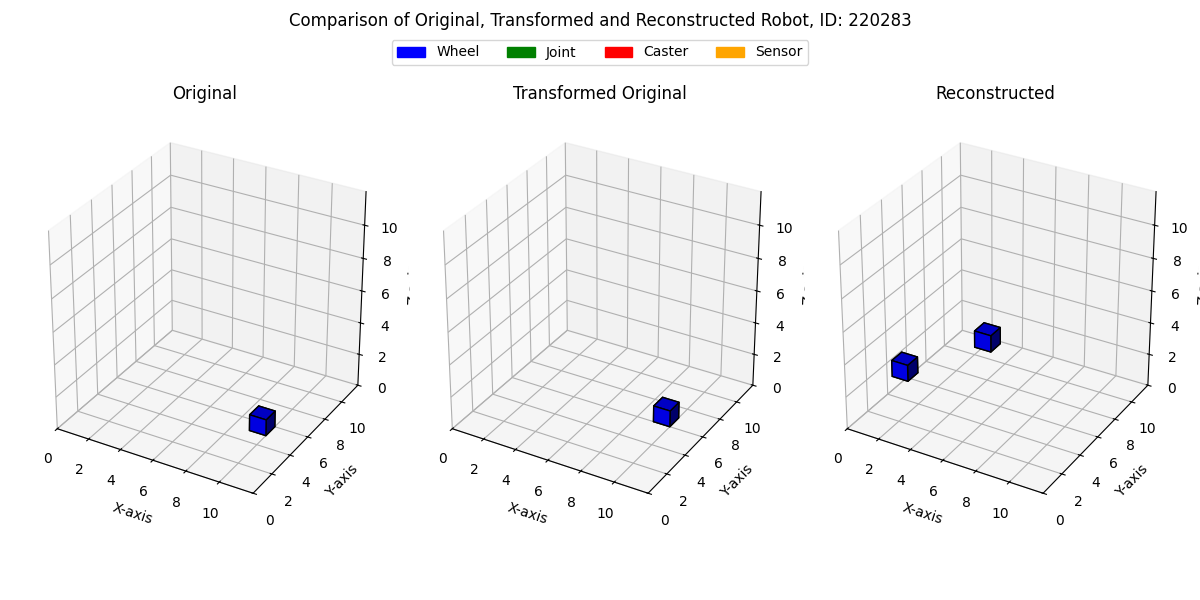 Comparison of Original, Transformed and Reconstructed Robot, ID: 220283
Wheel Joint Caster Sensor
Original Transformed Original Reconstructed
0 2 4 6 8 10
X-axis
0 2 4 6 8 10
Y-axis
0 2 4 6 8 10
0 2 4 6 8 10
X-axis
0 2 4 6 8 10
Y-axis
0 2 4 6 8 10
0 2 4 6 8 10
X-axis
0 2 4 6 8 10
Y-axis
0 2 4 6 8 10